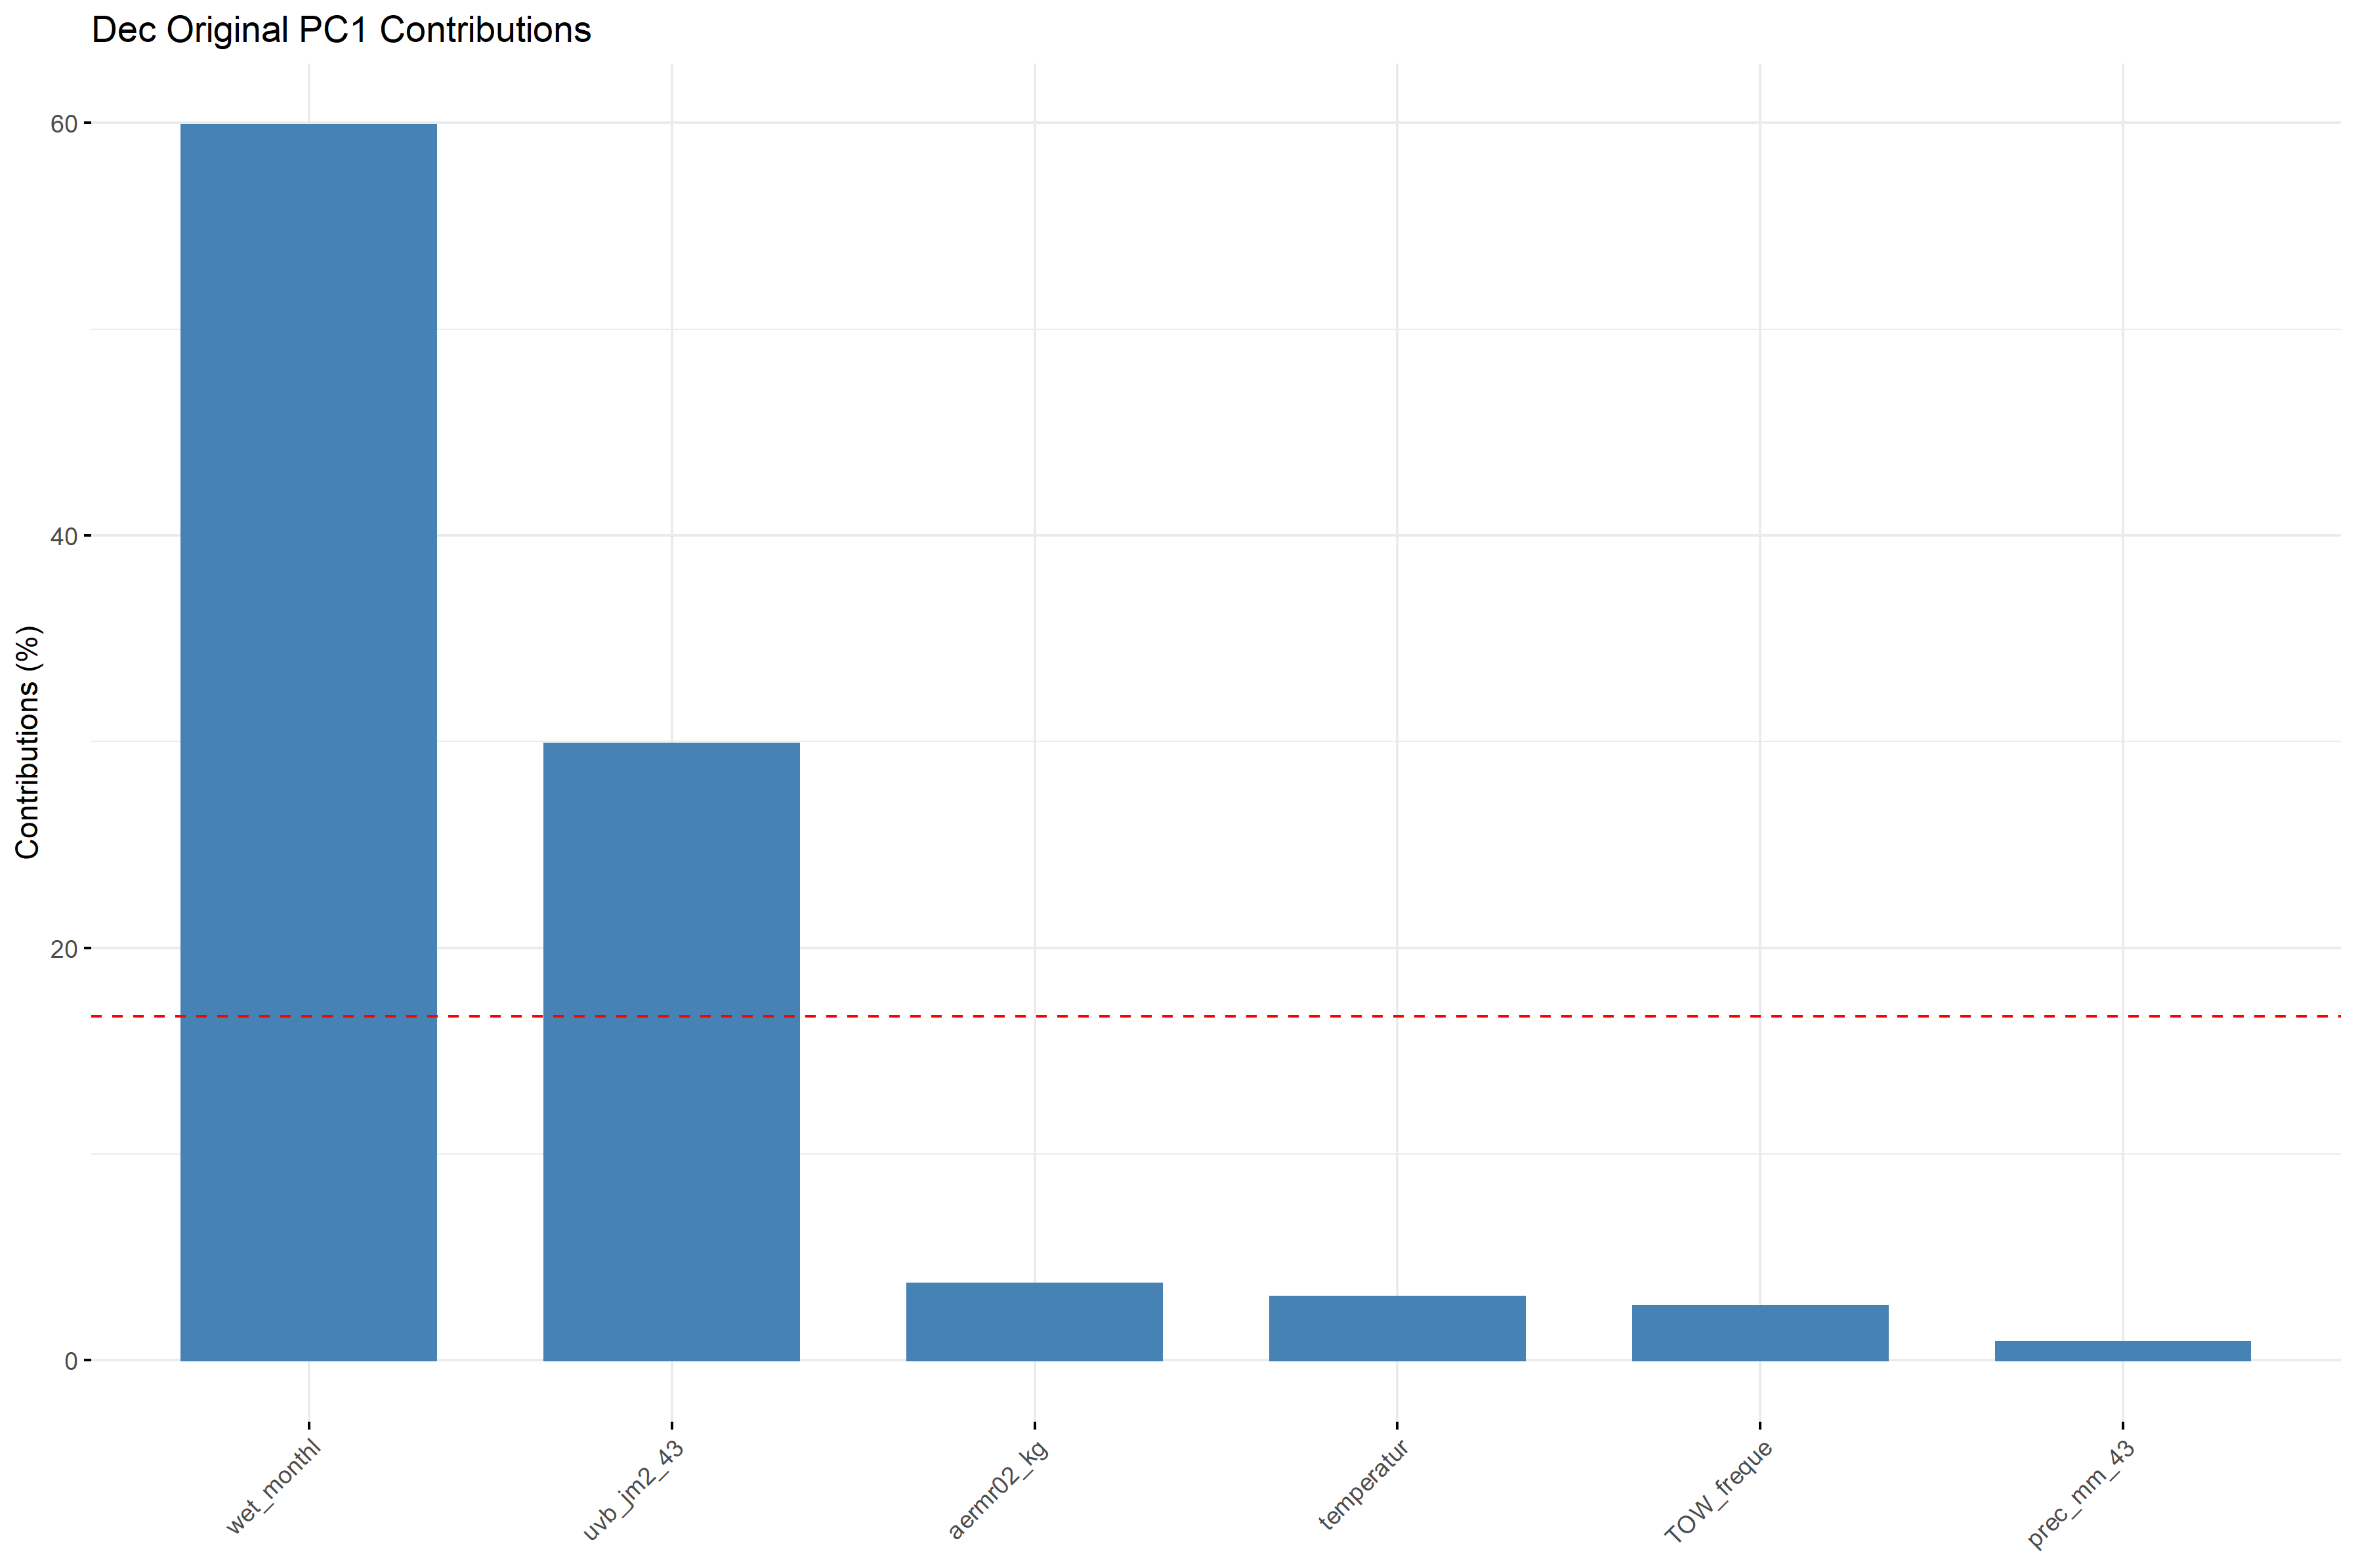 Dec Original PC1 Contributions
Contributions (%)
60
40
20
0
wet_monthl
uvb_jm2_43
aermr02_kg
temperatur
TOW_freque
prec_mm_43